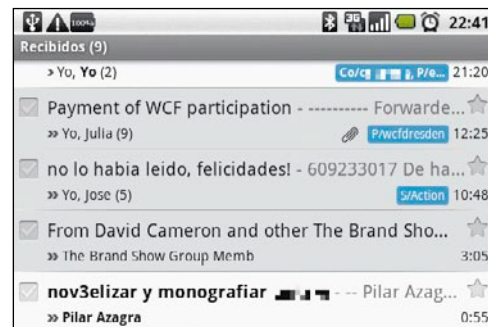 100%
3G
22:41
Recibidos (9)
› Yo, Yo (2) P/e... 21:20
Payment of WCF participation - ---------- Forwarde...
» Yo, Julia (9) P/wcfdresden 12:25
no lo habia leido, felicidades! - 609233017 De ha...
» Yo, Jose (5) S/Action 10:48
From David Cameron and other The Brand Sho...
» The Brand Show Group Memb 3:05
nov3elizar y monografiar - -- Pilar Azag...
» Pilar Azagra 0:55